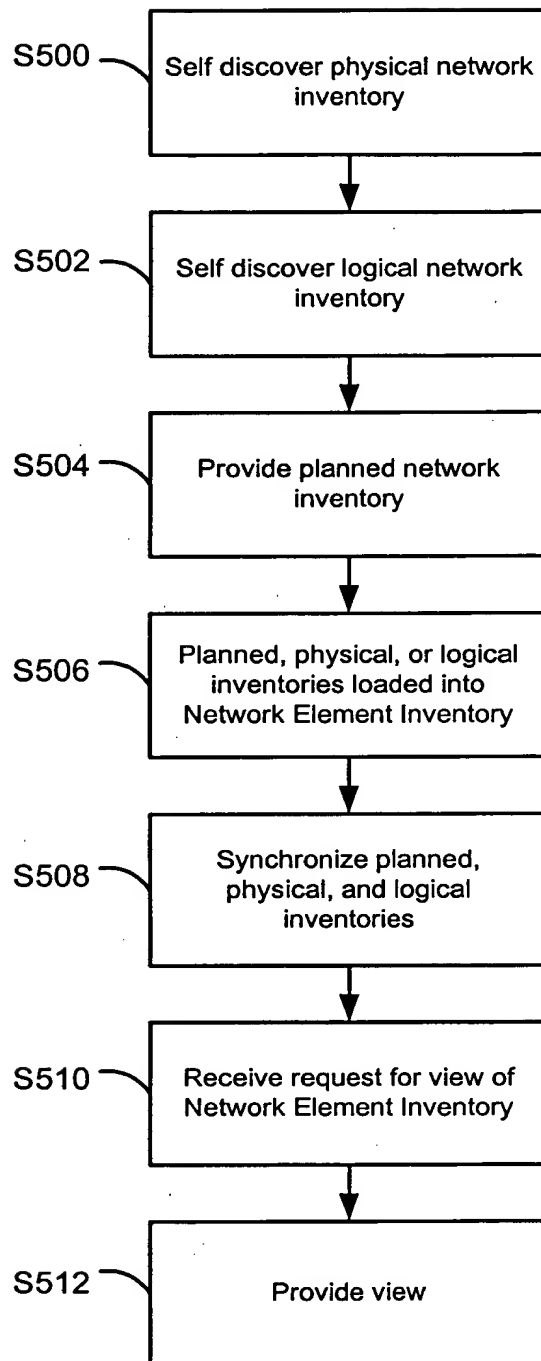 S500
Self discover physical network
inventory
S502
Self discover logical network
inventory
S504
Provide planned network
inventory
S506
Planned, physical, or logical
inventories loaded into
Network Element Inventory
S508
Synchronize planned,
physical, and logical
inventories
S510
Receive request for view of
Network Element Inventory
S512
Provide view